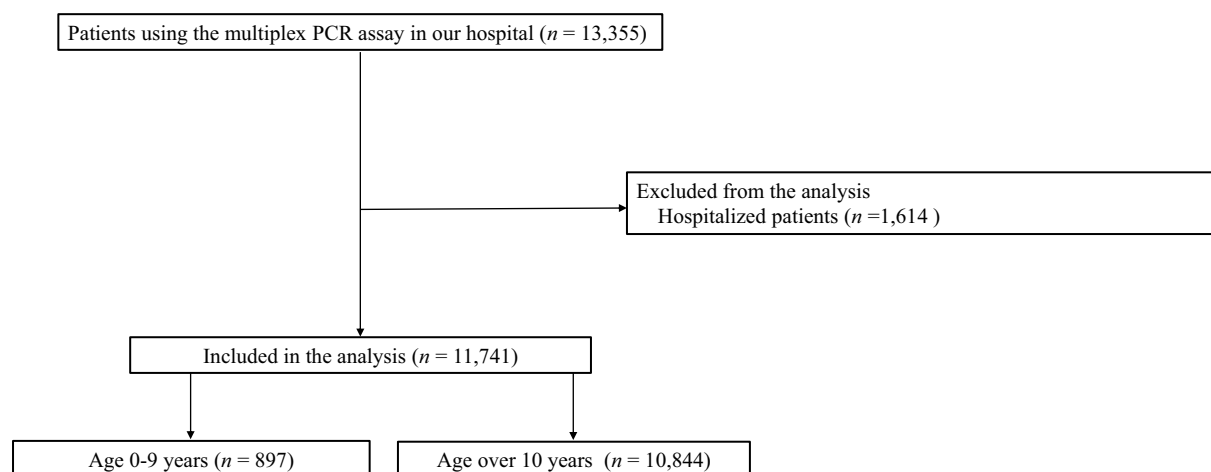 Patients using the multiplex PCR assay in our hospital (n = 13,355)
Excluded from the analysis
Hospitalized patients (n =1,614 )
Included in the analysis (n = 11,741)
Age 0-9 years (n = 897)
Age over 10 years (n = 10,844)